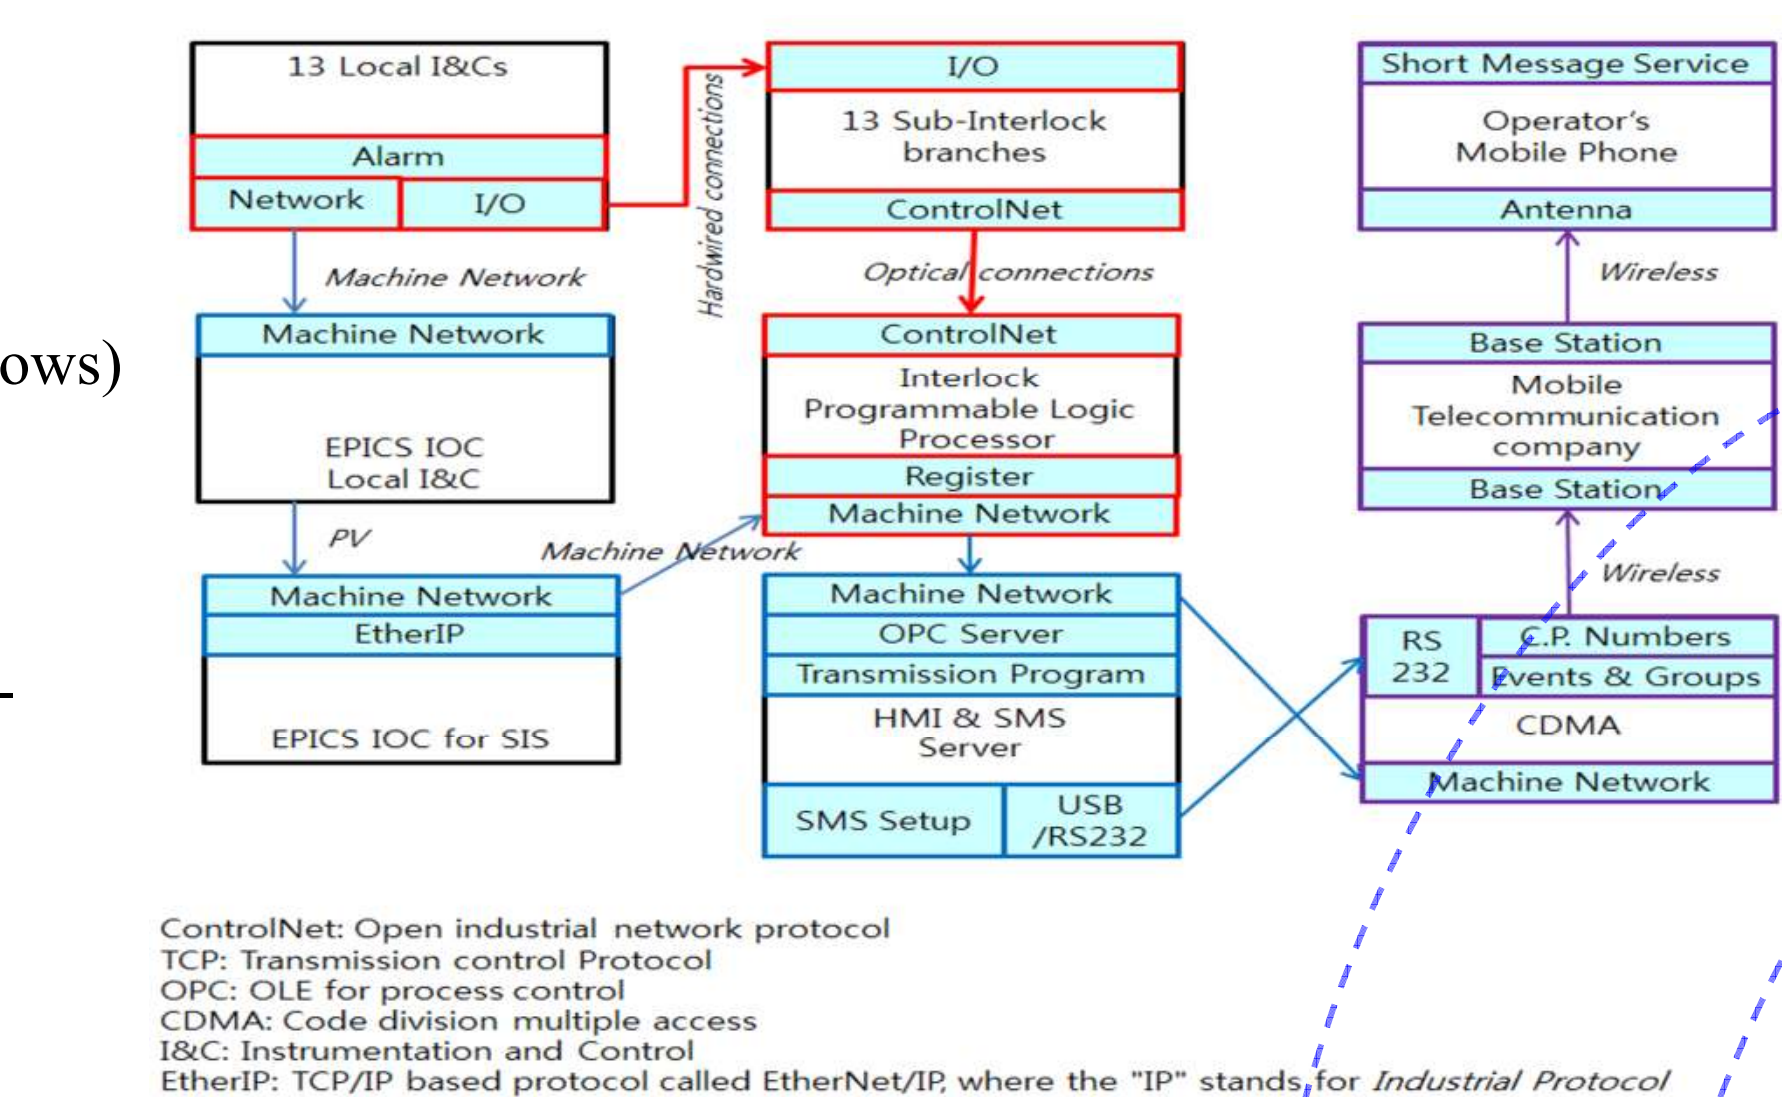 13 Local I&Cs
Alarm
Network
I/O
Hardwired connections
I/O
13 Sub-Interlock
branches
ControlNet
Short Message Service
Operator's
Mobile Phone
Antenna
Machine Network
Optical connections
Wireless
ows)
Machine Network
EPICS IOC
Local I&C
ControlNet
Interlock
Programmable Logic
Processor
Register
Machine Network
Base Station
Mobile
Telecommunication
company
Base Station
PV
Machine Network
Wireless
Machine Network
EtherIP
EPICS IOC for SIS
Machine Network
OPC Server
Transmission Program
HMI & SMS
Server
SMS Setup
USB
/RS232
RS
232
C.P. Numbers
Events & Groups
CDMA
Machine Network
ControlNet: Open industrial network protocol
TCP: Transmission control Protocol
OPC: OLE for process control
CDMA: Code division multiple access
I&C: Instrumentation and Control
EtherIP: TCP/IP based protocol called EtherNet/IP, where the "IP" stands for Industrial Protocol